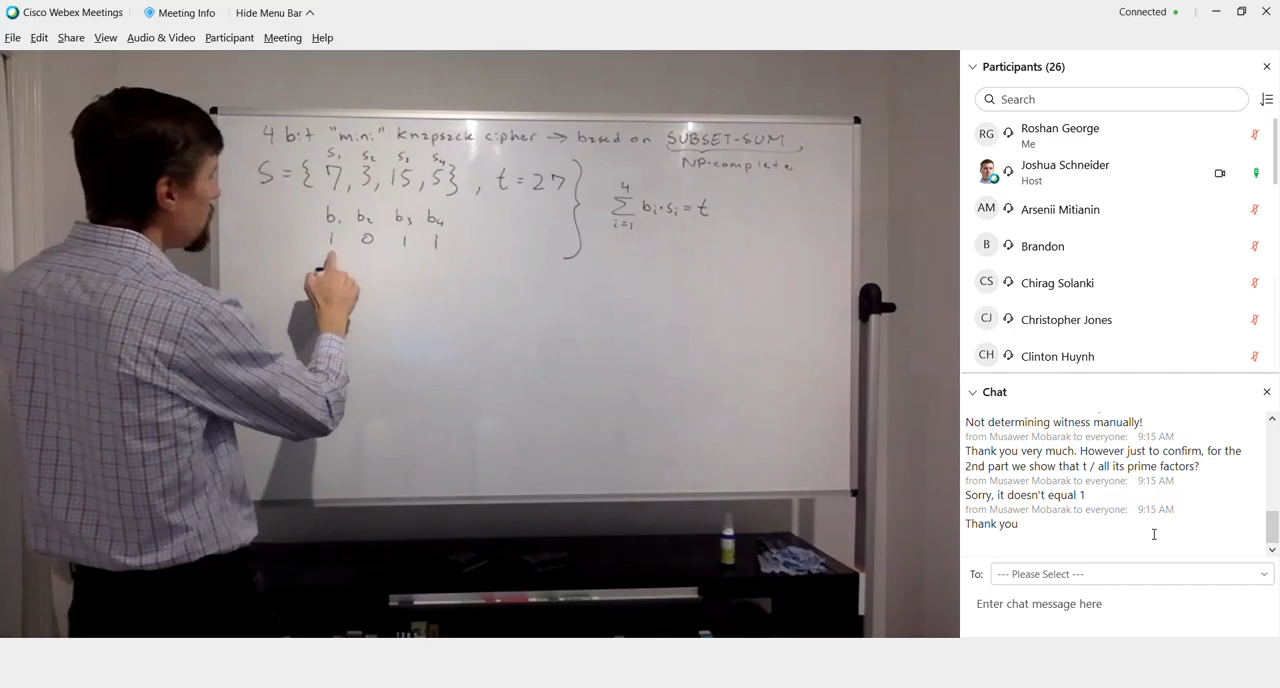 Cisco Webex Meetings Meeting Info Hide Menu Bar Connected
File Edit Share View Audio & Video Participant Meeting Help
4 bit "mini" Knapsack cipher → based on SUBSET-SUM
NP-complete
s₁ s₂ s₃ s₄
S = { 7, 3, 15, 5} , t = 27
b₁ b₂ b₃ b₄
1 0 1 1
4
∑ bᵢ·sᵢ = t
i=1
Participants (26)
Search
RG Roshan George
Me
Joshua Schneider
Host
AM Arsenii Mitianin
B Brandon
CS Chirag Solanki
CJ Christopher Jones
CH Clinton Huynh
Chat
Not determining witness manually!
from Musawer Mobarak to everyone: 9:15 AM
Thank you very much. However just to confirm, for the
2nd part we show that t / all its prime factors?
from Musawer Mobarak to everyone: 9:15 AM
Sorry, it doesn't equal 1
from Musawer Mobarak to everyone: 9:15 AM
Thank you
To: --- Please Select ---
Enter chat message here